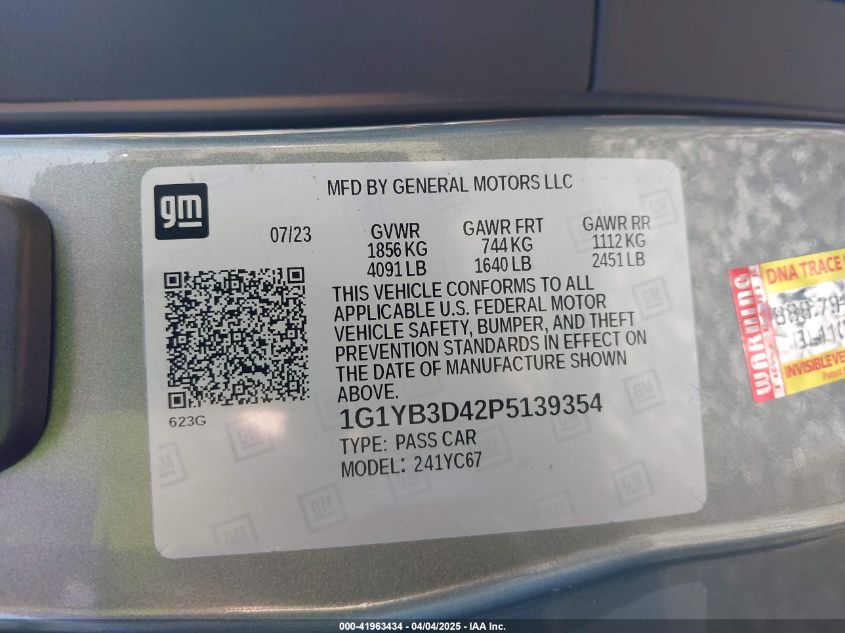 gm
MFD BY GENERAL MOTORS LLC
07/23
GVWR
1856 KG
4091 LB
GAWR FRT
744 KG
1640 LB
GAWR RR
1112 KG
2451 LB
THIS VEHICLE CONFORMS TO ALL
APPLICABLE U.S. FEDERAL MOTOR
VEHICLE SAFETY, BUMPER, AND THEFT
PREVENTION STANDARDS IN EFFECT ON
THE DATE OF MANUFACTURE SHOWN
ABOVE.
623G
1G1YB3D42P5139354
TYPE: PASS CAR
MODEL: 241YC67
WARNING
DNA TRACE
INVISIBLE
000-41963434 | 04/04/2025 - IAA Inc.